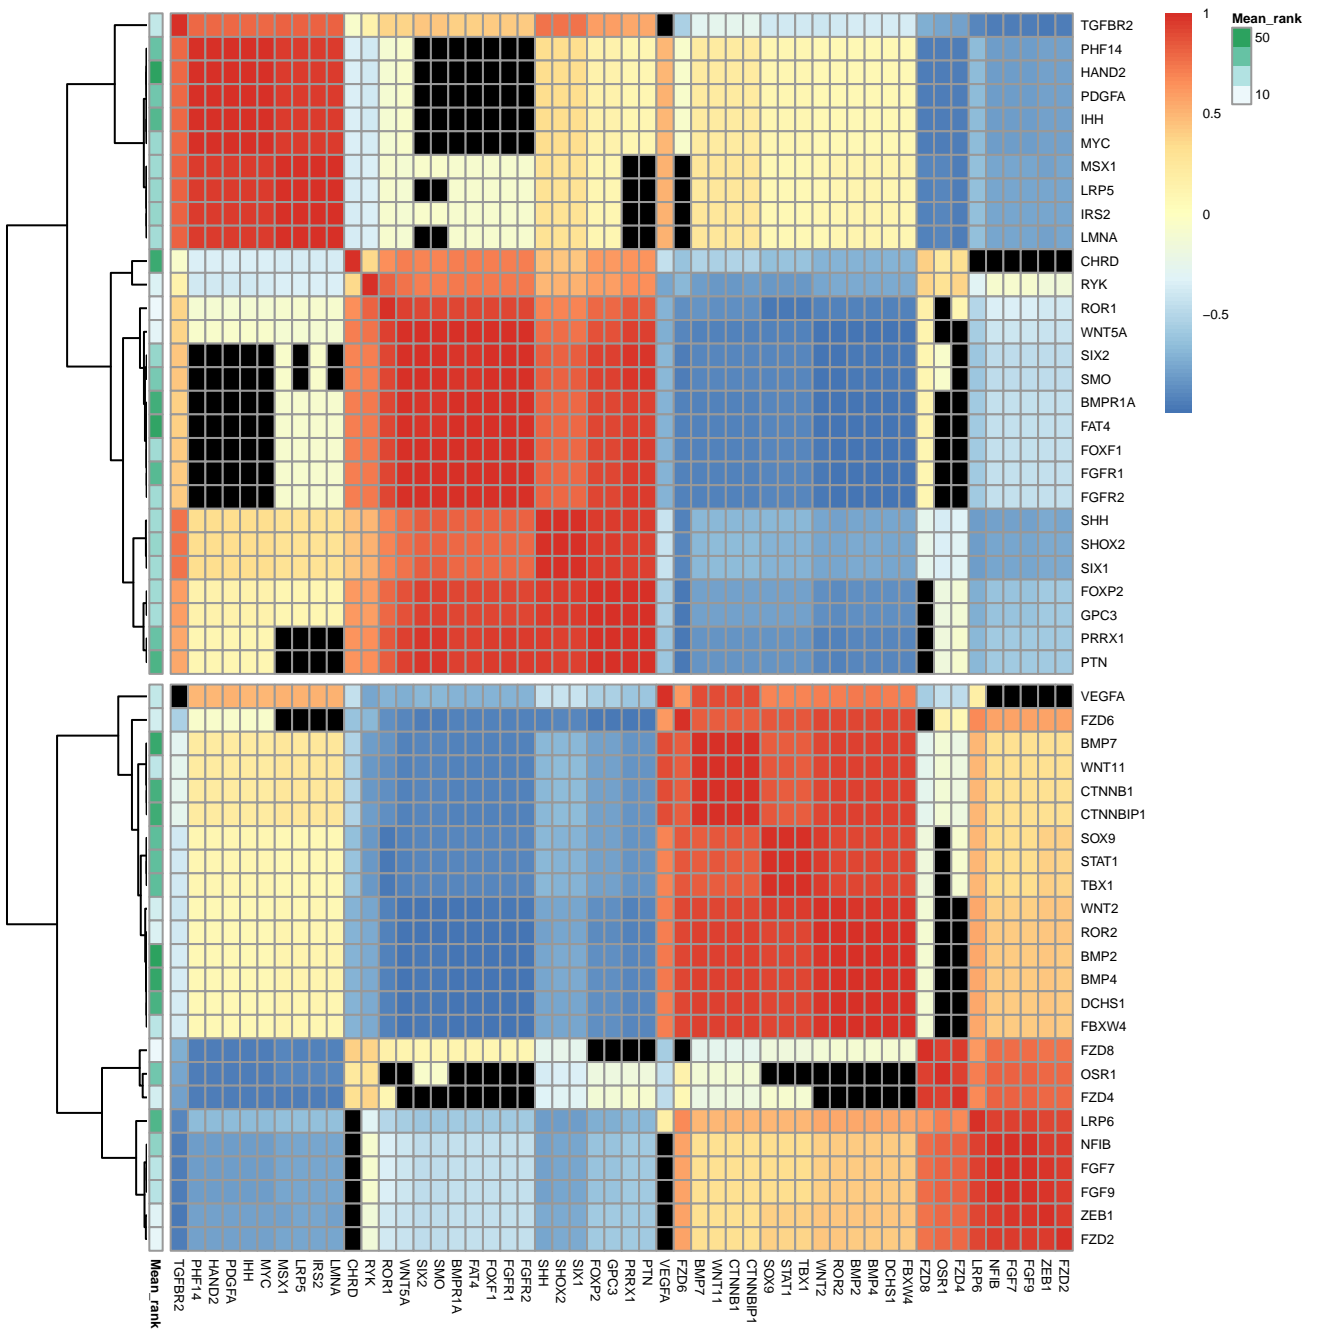 TGFBR2
PHF14
HAND2
PDGFA
IHH
MYC
MSX1
LRP5
IRS2
LMNA
CHRD
RYK
ROR1
WNT5A
SIX2
SMO
BMPR1A
FAT4
FOXF1
FGFR1
FGFR2
SHH
SHOX2
SIX1
FOXP2
GPC3
PRRX1
PTN
VEGFA
FZD6
BMP7
WNT11
CTNNB1
CTNNBIP1
SOX9
STAT1
TBX1
WNT2
ROR2
BMP2
BMP4
DCHS1
FBXW4
FZD8
OSR1
FZD4
LRP6
NFIB
FGF7
FGF9
ZEB1
FZD2
1
0.5
0
−0.5
Mean_rank
50
10
Mean_rank
TGFBR2
PHF14
HAND2
PDGFA
IHH
MYC
MSX1
LRP5
IRS2
LMNA
CHRD
RYK
ROR1
WNT5A
SIX2
SMO
BMPR1A
FAT4
FOXF1
FGFR1
FGFR2
SHH
SHOX2
SIX1
FOXP2
GPC3
PRRX1
PTN
VEGFA
FZD6
BMP7
WNT11
CTNNB1
CTNNBIP1
SOX9
STAT1
TBX1
WNT2
ROR2
BMP2
BMP4
DCHS1
FBXW4
FZD8
OSR1
FZD4
LRP6
NFIB
FGF7
FGF9
ZEB1
FZD2